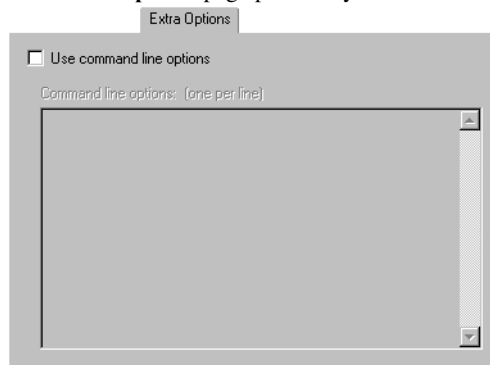 Extra Options
Use command line options
Command line options: (one per line)